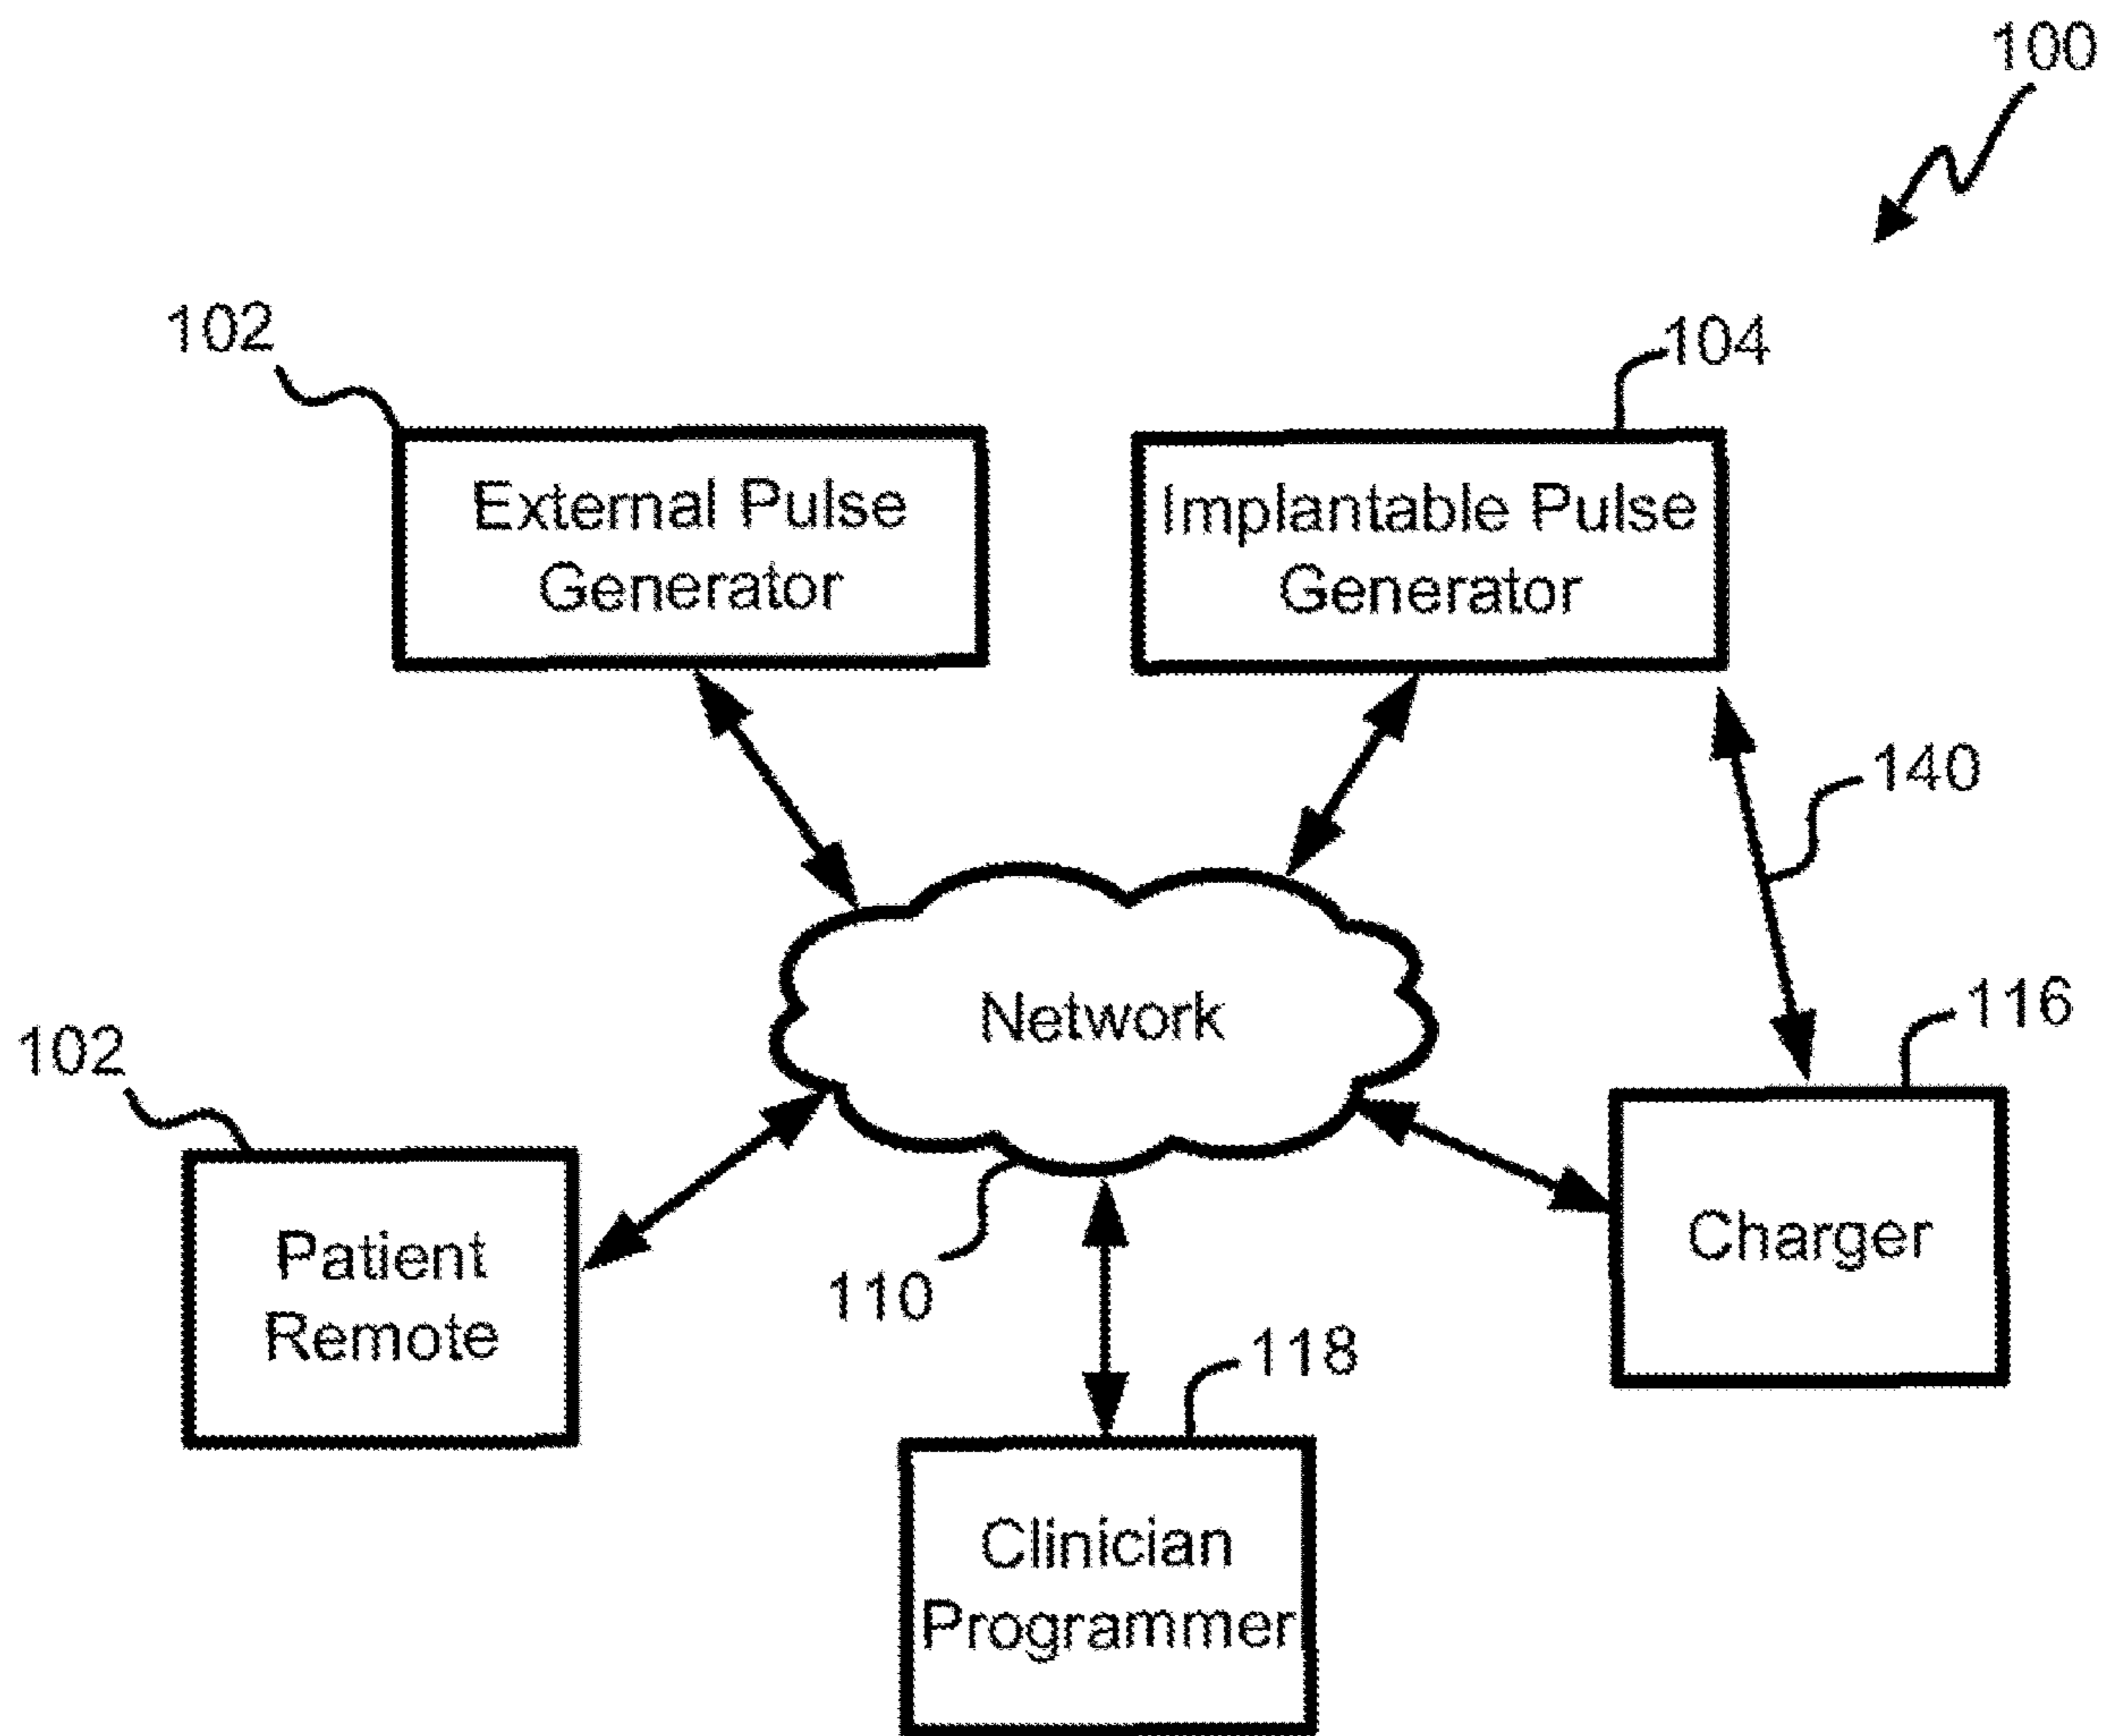 100
102
104
External Pulse
Generator
Implantable Pulse
Generator
140
Network
116
102
Patient
Remote
110
Charger
118
Clinician
Programmer